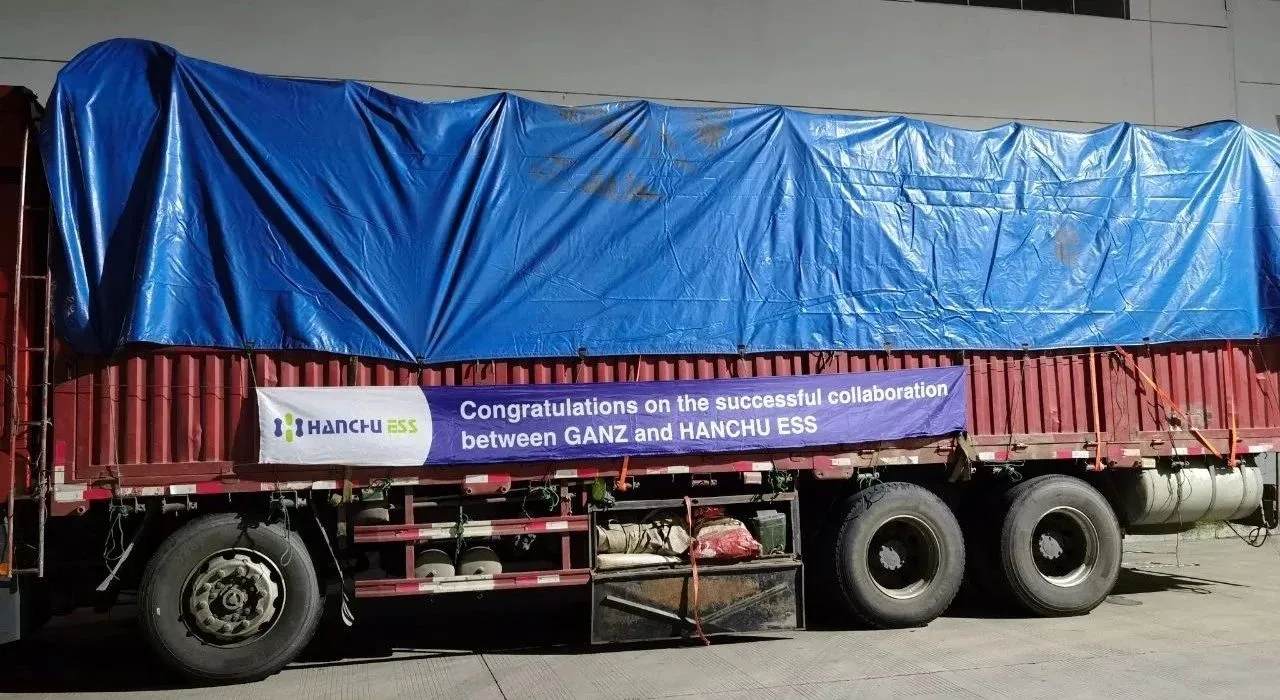 HANCHU ESS
Congratulations on the successful collaboration
between GANZ and HANCHU ESS